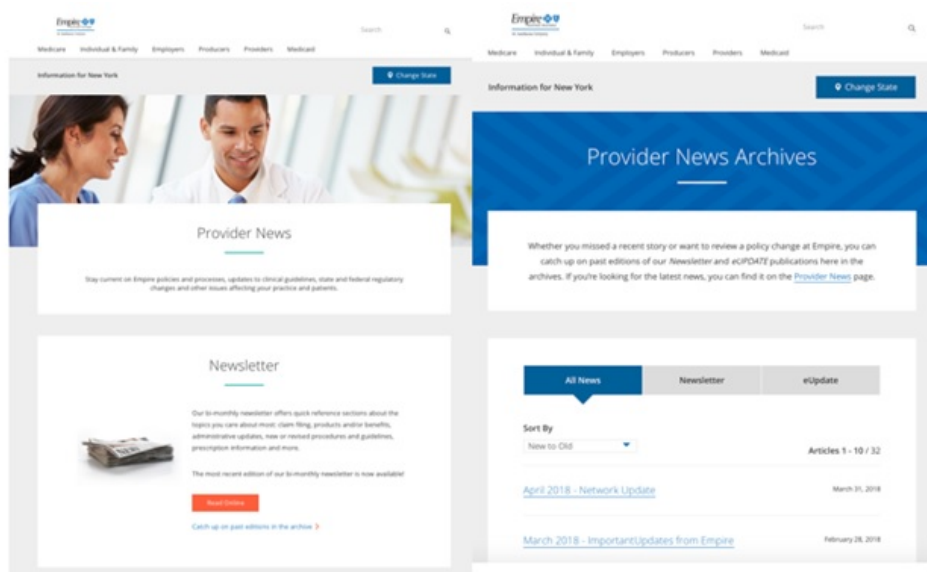 Empire
Search
Medicare Individual & Family Employers Producers Providers Medicaid
Information for New York
Change State
Provider News
Stay current on Empire policies and processes, updates to clinical guidelines, state and federal regulatory
changes and other issues affecting your practice and patients.
Newsletter
Our bi-monthly newsletter offers quick reference sections about the
topics you care about most: claim filing, products and/or benefits,
administrative updates, new or revised procedures and guidelines,
prescription information and more.
The most recent edition of our bi-monthly newsletter is now available!
Read Online
Catch up on past editions in the archive
Empire
Search
Medicare Individual & Family Employers Producers Providers Medicaid
Information for New York
Change State
Provider News Archives
Whether you missed a recent story or want to review a policy change at Empire, you can
catch up on past editions of our Newsletter and eUPDATE publications here in the
archives. If you're looking for the latest news, you can find it on the Provider News page.
All News Newsletter eUpdate
Sort By
New to Old
Articles 1 - 10 / 32
April 2018 - Network Update March 31, 2018
March 2018 - ImportantUpdates from Empire February 28, 2018